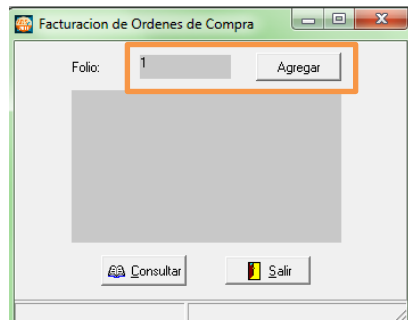 Facturacion de Ordenes de Compra
Folio: 1 Agregar
Consultar Salir